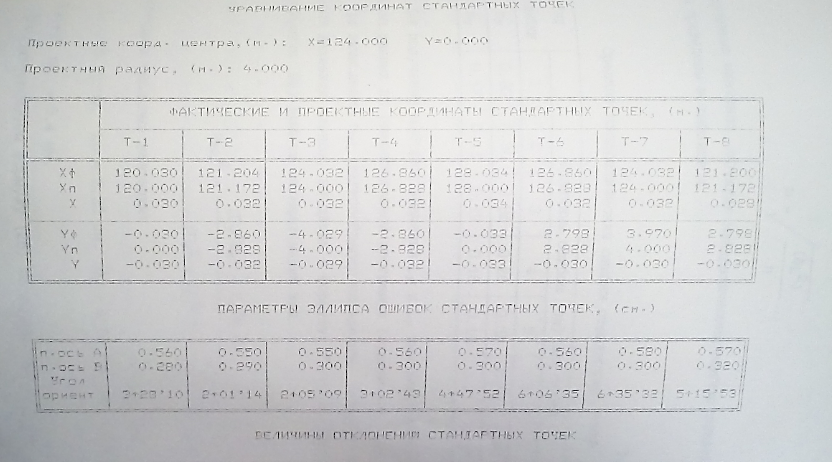 УРАВНИВАНИЕ КООРДИНАТ СТАНДАРТНЫХ ТОЧЕК
Проектные коорд. центра,(м.): X=124.000 Y=0.000
Проектный радиус, (м.): 4.000
ФАКТИЧЕСКИЕ И ПРОЕКТНЫЕ КООРДИНАТЫ СТАНДАРТНЫХ ТОЧЕК, (м.)
Т-1 Т-2 Т-3 Т-4 Т-5 Т-6 Т-7 Т-8
Xф 120.030 121.204 124.032 126.860 128.034 126.860 124.032 121.200
Xп 120.000 121.172 124.000 126.828 128.000 126.828 124.000 121.172
X 0.030 0.032 0.032 0.032 0.034 0.032 0.032 0.028
Yф -0.030 -2.860 -4.029 -2.860 -0.033 2.798 3.970 2.798
Yп 0.000 -2.828 -4.000 -2.828 0.000 2.828 4.000 2.828
Y -0.030 -0.032 -0.029 -0.032 -0.033 -0.030 -0.030 -0.030
ПАРАМЕТРЫ ЭЛЛИПСА ОШИБОК СТАНДАРТНЫХ ТОЧЕК, (см.)
п.ось A 0.560 0.550 0.550 0.560 0.570 0.560 0.580 0.570
п.ось B 0.280 0.290 0.300 0.300 0.300 0.300 0.300 0.320
Угол
ориент 3+28'10 2+01'14 2+05'09 3+02'43 4+47'52 6+06'35 6+35'32 5+15'53
ВЕЛИЧИНЫ ОТКЛОНЕНИЙ СТАНДАРТНЫХ ТОЧЕК